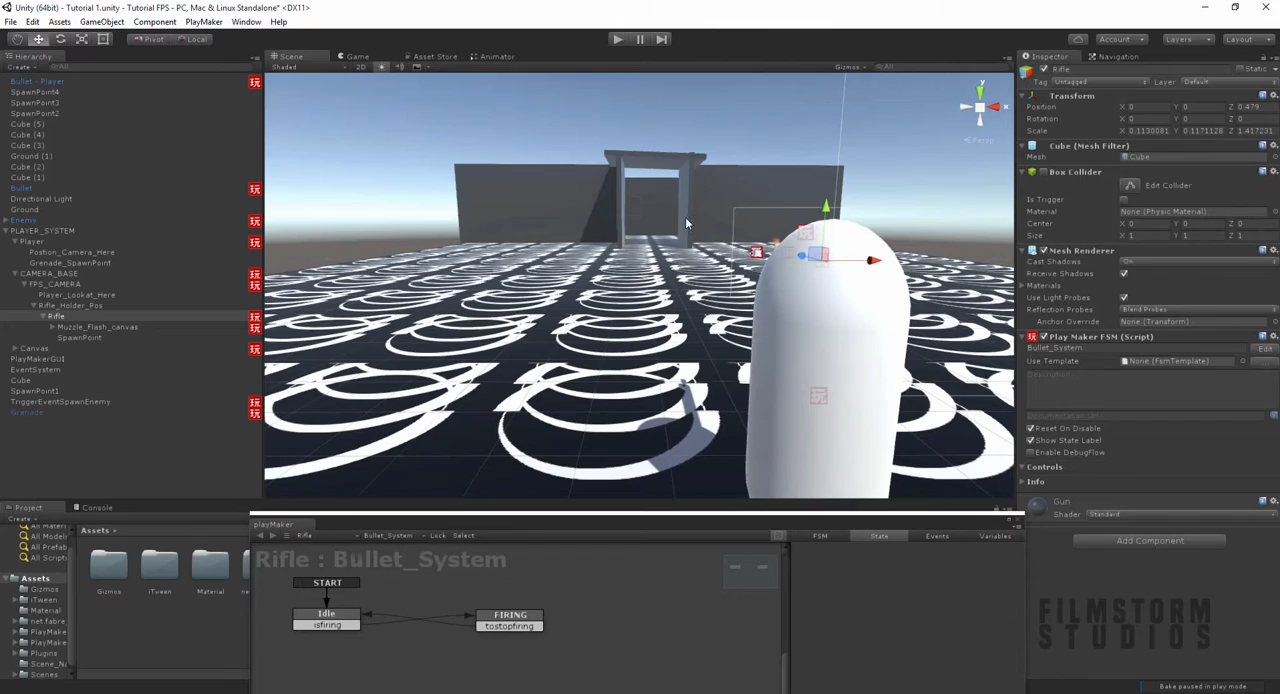 Unity (64bit) - Tutorial 1.unity - Tutorial FPS - PC, Mac & Linux Standalone* <DX11>
File Edit Assets GameObject Component PlayMaker Window Help
Pivot Local Account Layers Layout
Hierarchy
Create All
Bullet - Player
SpawnPoint4
SpawnPoint3
SpawnPoint2
Cube (5)
Cube (4)
Cube (3)
Ground (1)
Cube (2)
Cube (1)
Bullet
Directional Light
Ground
Enemy
PLAYER_SYSTEM
Player
Postion_Camera_Here
Grenade_SpawnPoint
CAMERA_BASE
FPS_CAMERA
Player_Lookat_Here
Rifle_Holder_Pos
Rifle
Muzzle_Flash_canvas
SpawnPoint
Canvas
PlayMakerGUI
EventSystem
Cube
SpawnPoint1
TriggerEventSpawnEnemy
Grenade
Scene Game Asset Store Animator
Shaded 2D Gizmos All
y
x
Persp
Inspector Navigation
Rifle Static
Tag Untagged Layer Default
Transform
Position X 0 Y 0 Z 0.479
Rotation X 0 Y 0 Z 0
Scale X 0.1130081 Y 0.1171128 Z 1.417231
Cube (Mesh Filter)
Mesh Cube
Box Collider
Edit Collider
Is Trigger
Material None (Physic Material)
Center X 0 Y 0 Z 0
Size X 1 Y 1 Z 1
Mesh Renderer
Cast Shadows On
Receive Shadows
Materials
Use Light Probes
Reflection Probes Blend Probes
Anchor Override None (Transform)
Play Maker FSM (Script)
Bullet_System Edit
Use Template None (FsmTemplate)
Description...
Reset On Disable
Show State Label
Enable DebugFlow
Controls
Info
Gun
Shader Standard
Add Component
FILMSTORM
STUDIOS
Bake paused in play mode
Project Console
Create
All Materi
All Model
All Prefab
All Script
Assets
Gizmos
iTween
Material
net.fabre
PlayMake
PlayMake
Plugins
Scene_Na
Scenes
Assets
Gizmos iTween Material
playMaker
Rifle Bullet_System Lock Select
FSM State Events Variables
Rifle : Bullet_System
START
Idle
isfiring
FIRING
tostopfiring